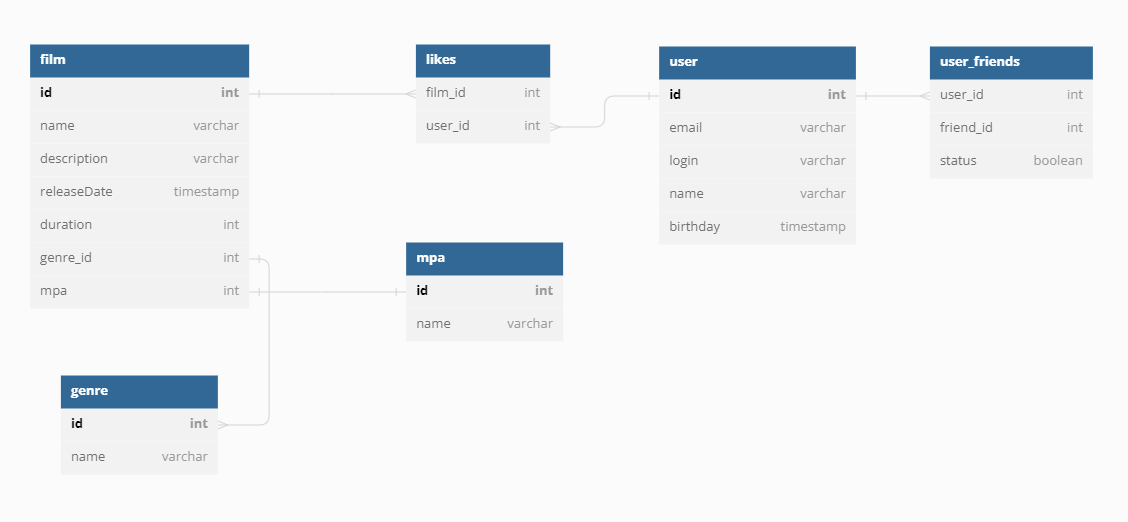 film
id int
name varchar
description varchar
releaseDate timestamp
duration int
genre_id int
mpa int
likes
film_id int
user_id int
user
id int
email varchar
login varchar
name varchar
birthday timestamp
user_friends
user_id int
friend_id int
status boolean
mpa
id int
name varchar
genre
id int
name varchar